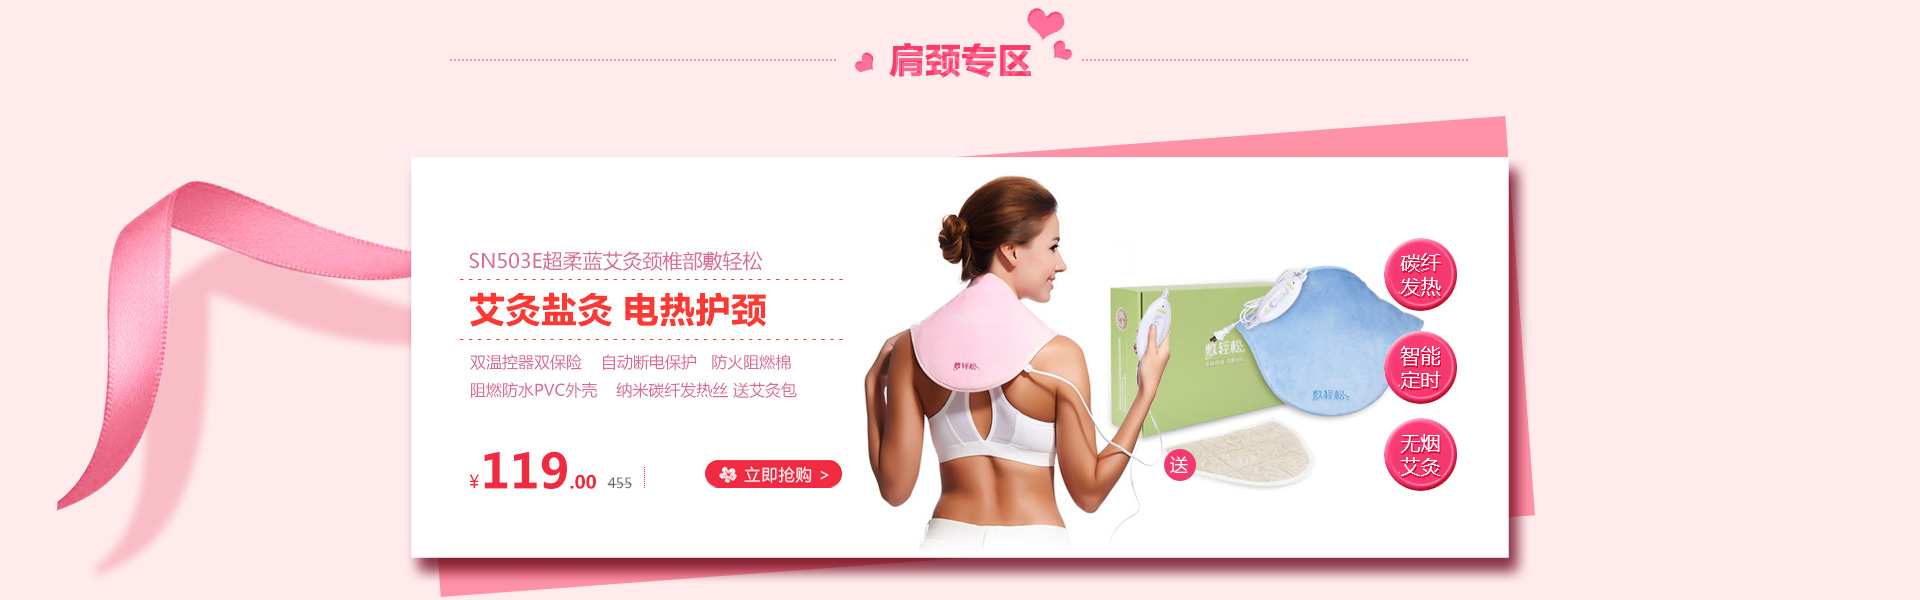 肩颈专区
SN503E超柔蓝艾灸颈椎部敷轻松
艾灸盐灸 电热护颈
双温控器双保险 自动断电保护 防火阻燃棉
阻燃防水PVC外壳 纳米碳纤发热丝 送艾灸包
¥119.00 455
立即抢购 >
敷轻松
敷轻松
敷轻松
送
碳纤
发热
智能
定时
无烟
艾灸